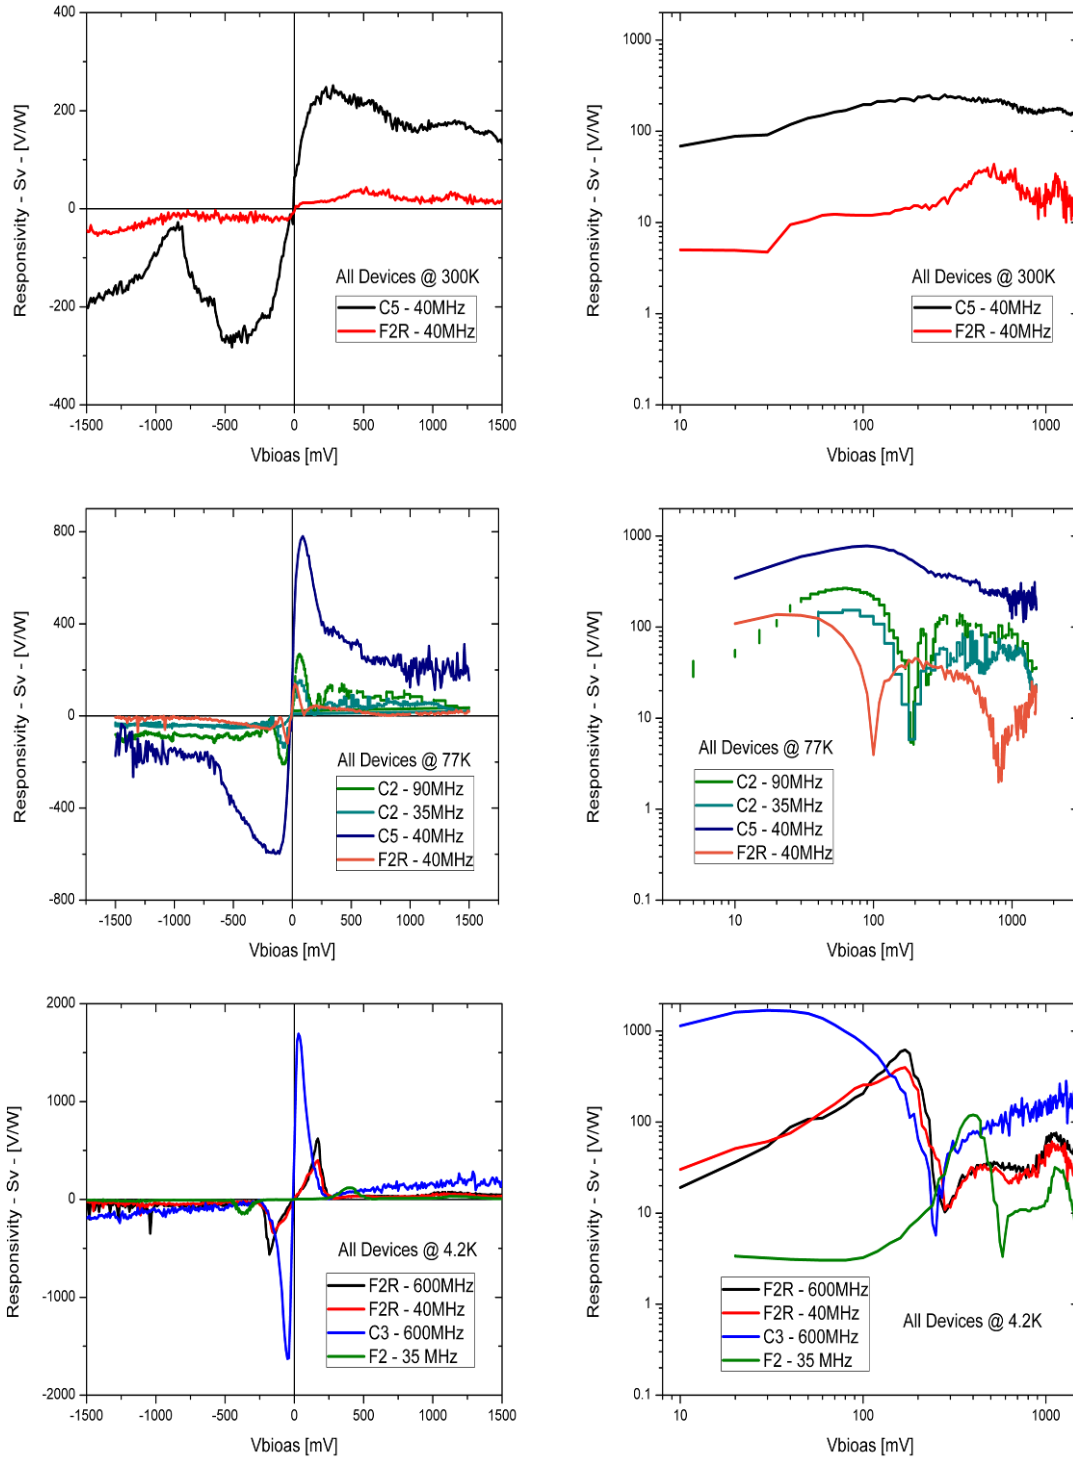 400
200
0
-200
-400
-1500
-1000
-500
0
500
1000
1500
Responsivity - Sv - [V/W]
Vbioas [mV]
All Devices @ 300K
C5 - 40MHz
F2R - 40MHz
1000
100
10
1
0.1
10
100
1000
Responsivity - Sv - [V/W]
Vbioas [mV]
All Devices @ 300K
C5 - 40MHz
F2R - 40MHz
800
400
0
-400
-800
-1500
-1000
-500
0
500
1000
1500
Responsivity - Sv - [V/W]
Vbioas [mV]
All Devices @ 77K
C2 - 90MHz
C2 - 35MHz
C5 - 40MHz
F2R - 40MHz
1000
100
10
1
0.1
10
100
1000
Responsivity - Sv - [V/W]
Vbioas [mV]
All Devices @ 77K
C2 - 90MHz
C2 - 35MHz
C5 - 40MHz
F2R - 40MHz
2000
1000
0
-1000
-2000
-1500
-1000
-500
0
500
1000
1500
Responsivity - Sv - [V/W]
Vbioas [mV]
All Devices @ 4.2K
F2R - 600MHz
F2R - 40MHz
C3 - 600MHz
F2 - 35 MHz
1000
100
10
1
0.1
10
100
1000
Responsivity - Sv - [V/W]
Vbioas [mV]
F2R - 600MHz
F2R - 40MHz
C3 - 600MHz
F2 - 35 MHz
All Devices @ 4.2K